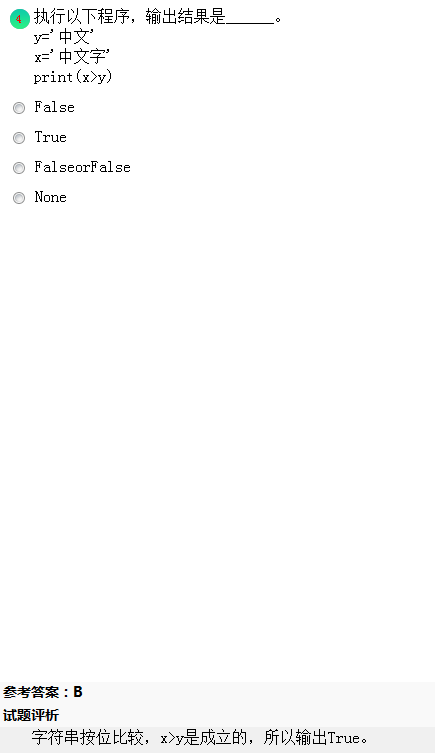 4 执行以下程序，输出结果是______。
y='中文'
x='中文字'
print(x>y)
False
True
FalseorFalse
None
参考答案：B
试题评析
字符串按位比较，x>y是成立的，所以输出True。